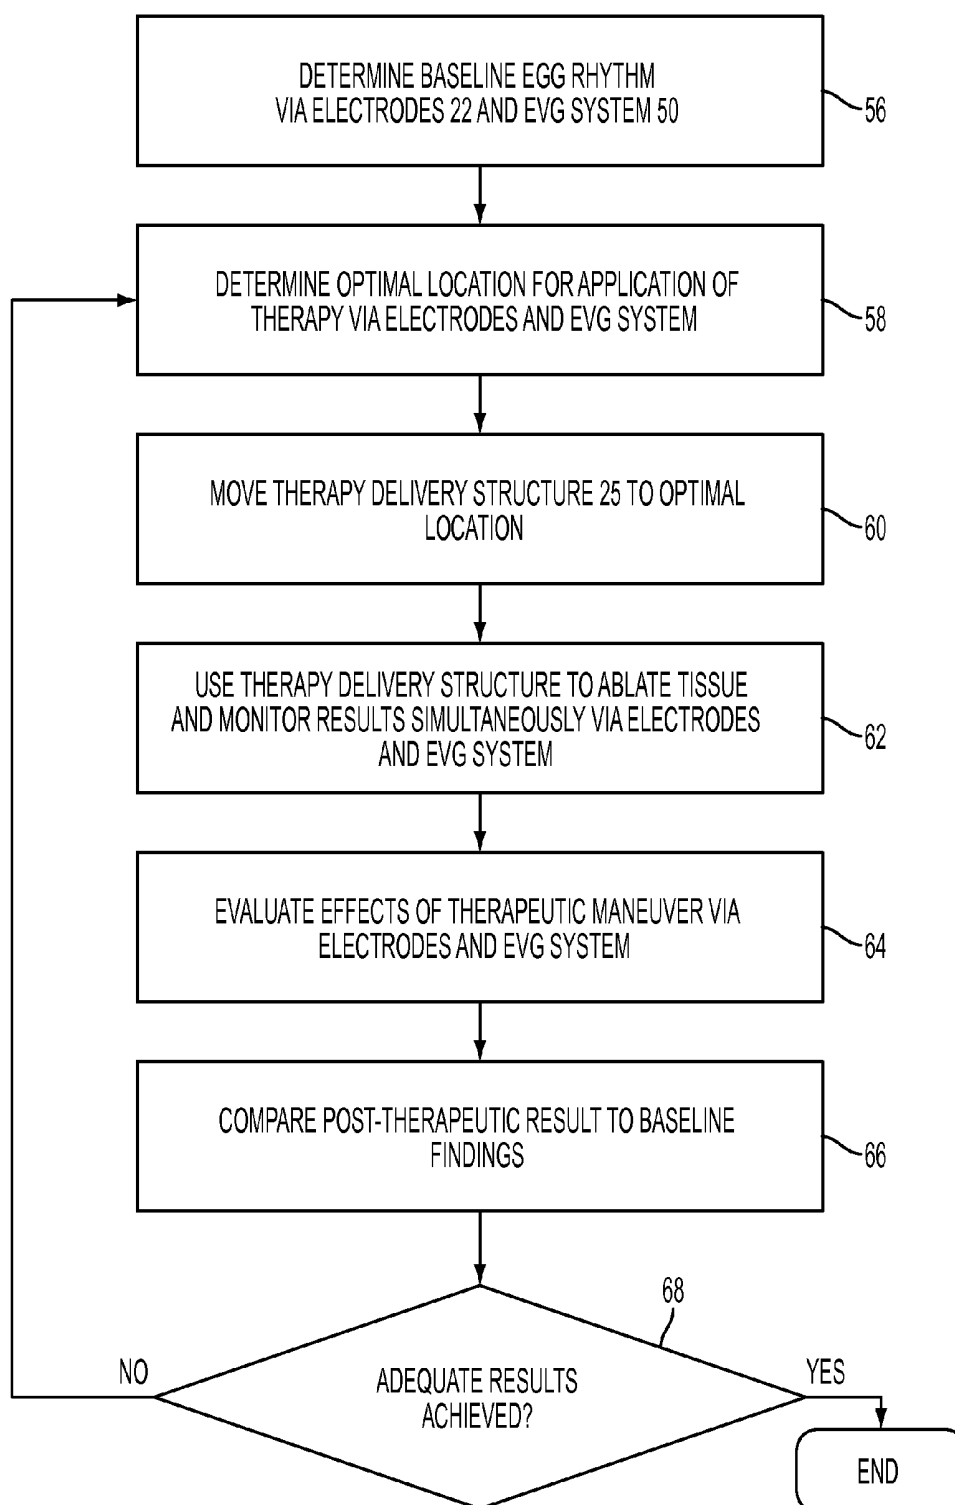 DETERMINE BASELINE EGG RHYTHM
VIA ELECTRODES 22 AND EVG SYSTEM 50
56
DETERMINE OPTIMAL LOCATION FOR APPLICATION OF
THERAPY VIA ELECTRODES AND EVG SYSTEM
58
MOVE THERAPY DELIVERY STRUCTURE 25 TO OPTIMAL
LOCATION
60
USE THERAPY DELIVERY STRUCTURE TO ABLATE TISSUE
AND MONITOR RESULTS SIMULTANEOUSLY VIA ELECTRODES
AND EVG SYSTEM
62
EVALUATE EFFECTS OF THERAPEUTIC MANEUVER VIA
ELECTRODES AND EVG SYSTEM
64
COMPARE POST-THERAPEUTIC RESULT TO BASELINE
FINDINGS
66
68
NO
ADEQUATE RESULTS
ACHIEVED?
YES
END